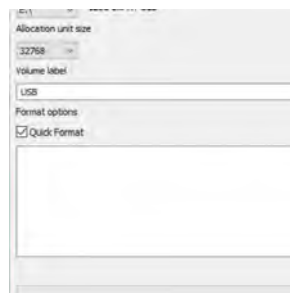 Allocation unit size
32768
Volume label
USB
Format options
Quick Format